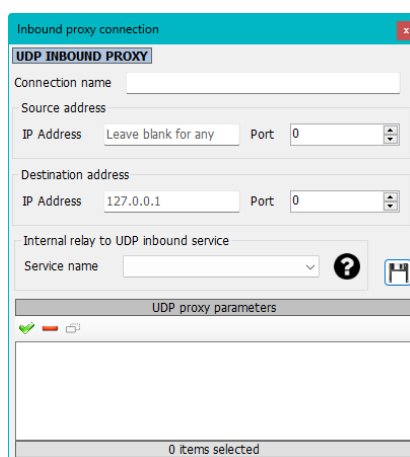 Inbound proxy connection
x
UDP INBOUND PROXY
Connection name
Source address
IP Address Leave blank for any Port 0
Destination address
IP Address 127.0.0.1 Port 0
Internal relay to UDP inbound service
Service name
?
UDP proxy parameters
0 items selected